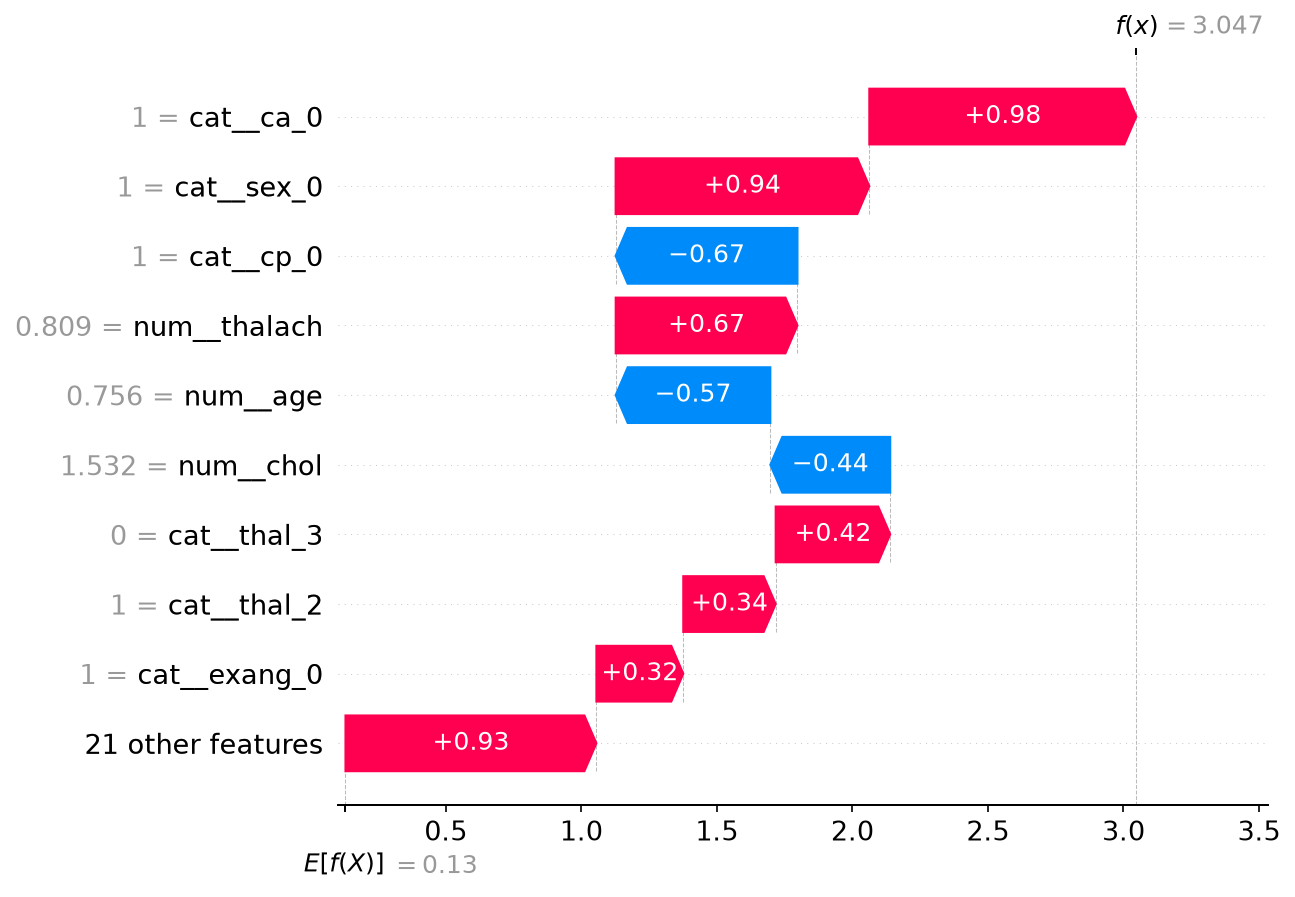 f(x) = 3.047
1 = cat__ca_0 +0.98
1 = cat__sex_0 +0.94
1 = cat__cp_0 −0.67
0.809 = num__thalach +0.67
0.756 = num__age −0.57
1.532 = num__chol −0.44
0 = cat__thal_3 +0.42
1 = cat__thal_2 +0.34
1 = cat__exang_0 +0.32
21 other features +0.93
0.5 1.0 1.5 2.0 2.5 3.0 3.5
E[f(X)] = 0.13